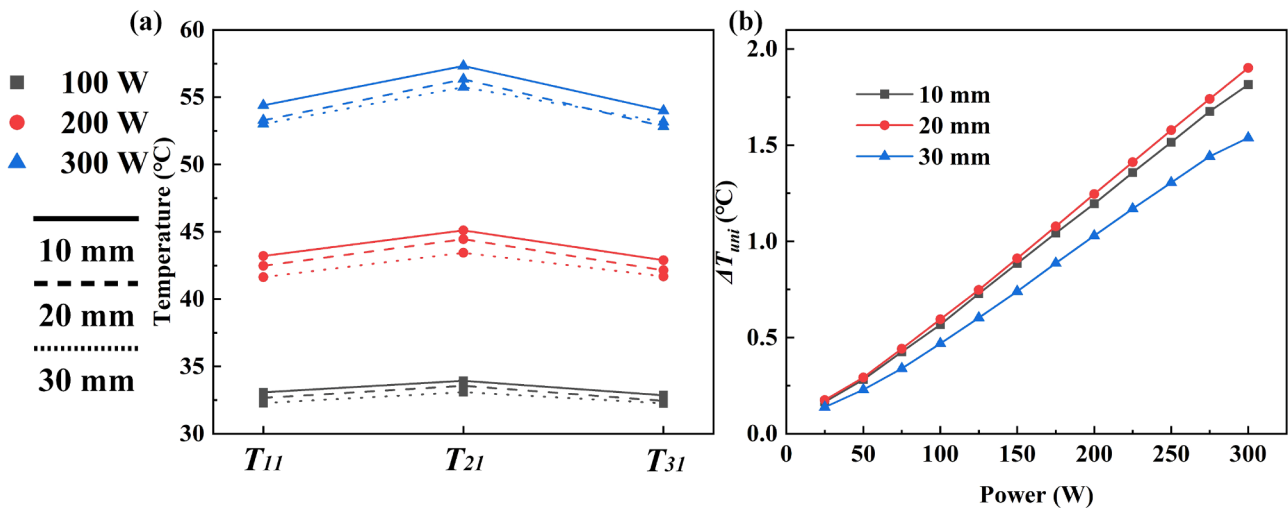 (a)
100 W
200 W
300 W
10 mm
20 mm
30 mm
Temperature (℃)
60
55
50
45
40
35
30
T11
T21
T31
(b)
10 mm
20 mm
30 mm
ΔTuni (℃)
2.0
1.5
1.0
0.5
0.0
0
50
100
150
200
250
300
Power (W)